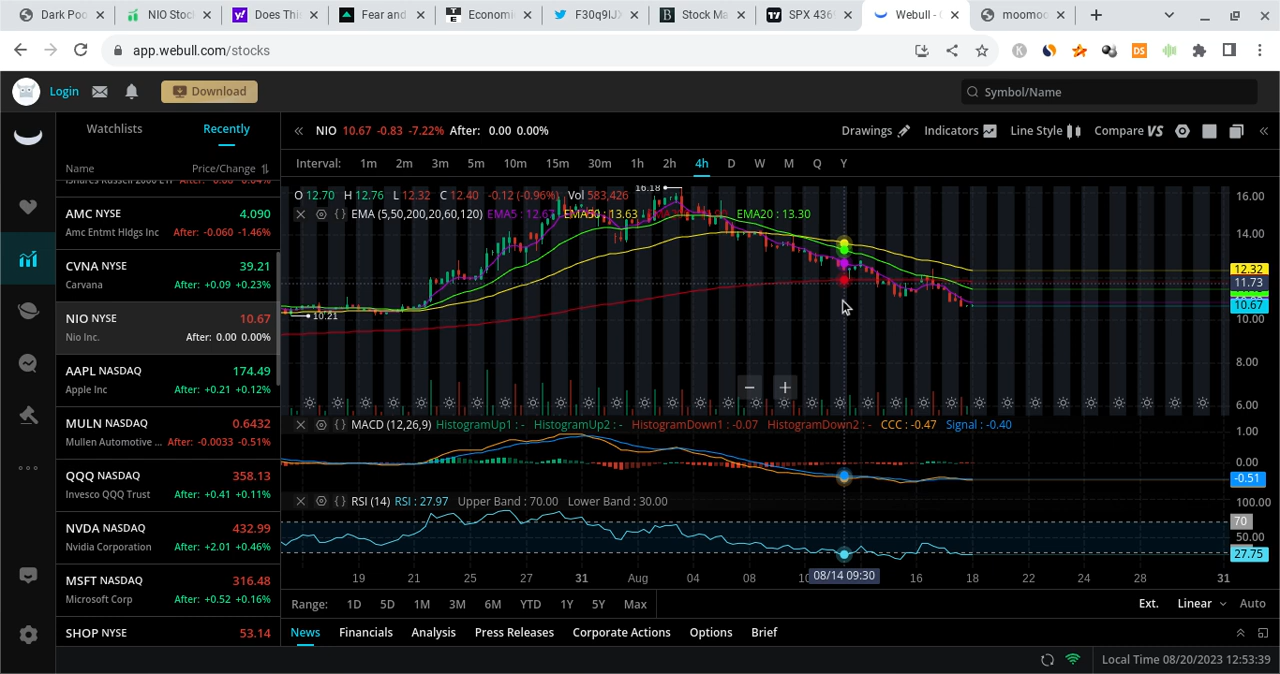 Dark Poo
NIO Stoc
Does Thi
Fear and
Economi
F30q9IJX
Stock Ma
SPX 436
Webull - 
moomoo
app.webull.com/stocks
Login
Download
Symbol/Name
Watchlists
Recently
NIO 10.67 -0.83 -7.22% After: 0.00 0.00%
Drawings
Indicators
Line Style
Compare VS
Name
Price/Change
Interval: 1m 2m 3m 5m 10m 15m 30m 1h 2h 4h D W M Q Y
O 12.70 H 12.76 L 12.32 C 12.40 -0.12 (-0.96%) Vol 583,426
EMA (5,50,200,20,60,120) EMA50 : 13.63 EMA20 : 13.30
16.18
10.21
16.00
14.00
12.32
11.73
10.67
10.00
8.00
6.00
AMC NYSE 4.090
Amc Entmt Hldgs Inc After: -0.060 -1.46%
CVNA NYSE 39.21
Carvana After: +0.09 +0.23%
NIO NYSE 10.67
Nio Inc. After: 0.00 0.00%
AAPL NASDAQ 174.49
Apple Inc After: +0.21 +0.12%
MULN NASDAQ 0.6432
Mullen Automotive ... After: -0.0033 -0.51%
QQQ NASDAQ 358.13
Invesco QQQ Trust After: +0.41 +0.11%
NVDA NASDAQ 432.99
Nvidia Corporation After: +2.01 +0.46%
MSFT NASDAQ 316.48
Microsoft Corp After: +0.52 +0.16%
SHOP NYSE 53.14
MACD (12,26,9) HistogramUp1 : - HistogramUp2 : - HistogramDown1 : -0.07 HistogramDown2 : - CCC : -0.47 Signal : -0.40
1.00
0.00
-0.51
RSI (14) RSI : 27.97 Upper Band : 70.00 Lower Band : 30.00
100.00
70
50.00
27.75
19 21 25 27 31 Aug 04 08 08/14 09:30 16 18 22 24 28 31
Range: 1D 5D 1M 3M 6M YTD 1Y 5Y Max
Ext. Linear Auto
News Financials Analysis Press Releases Corporate Actions Options Brief
Local Time 08/20/2023 12:53:39